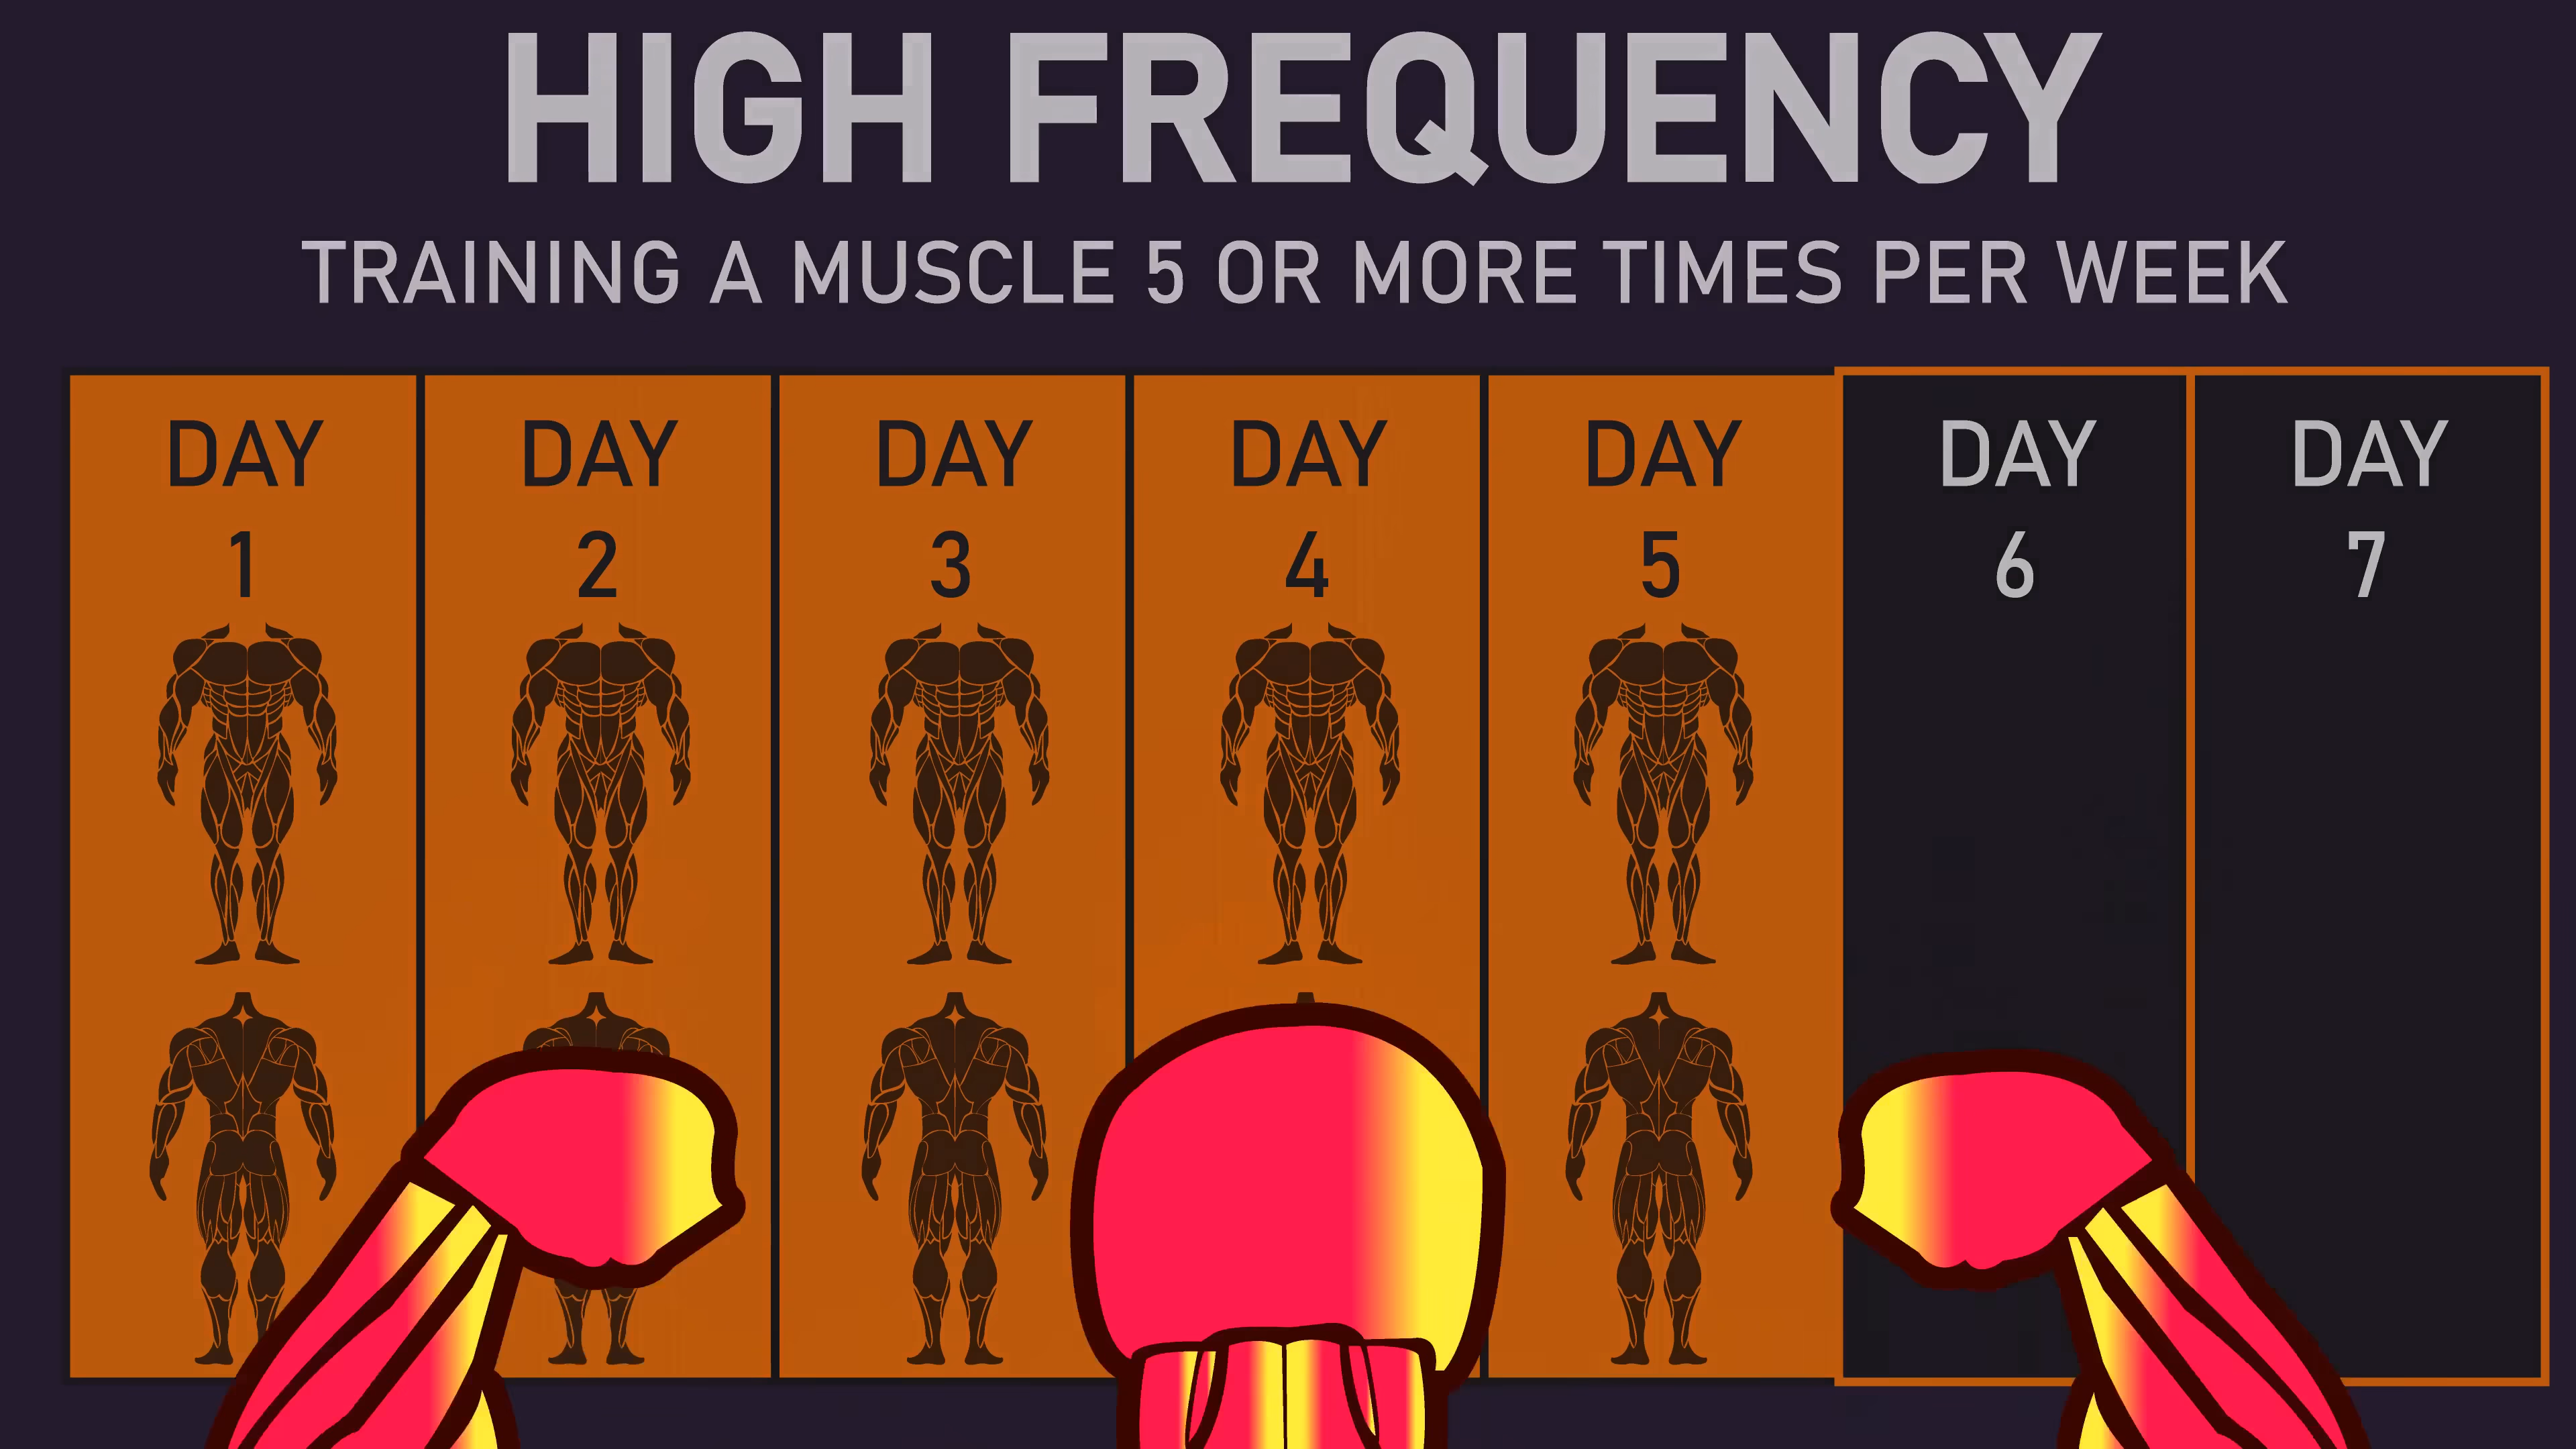 HIGH FREQUENCY
TRAINING A MUSCLE 5 OR MORE TIMES PER WEEK
DAY
1
DAY
2
DAY
3
DAY
4
DAY
5
DAY
6
DAY
7